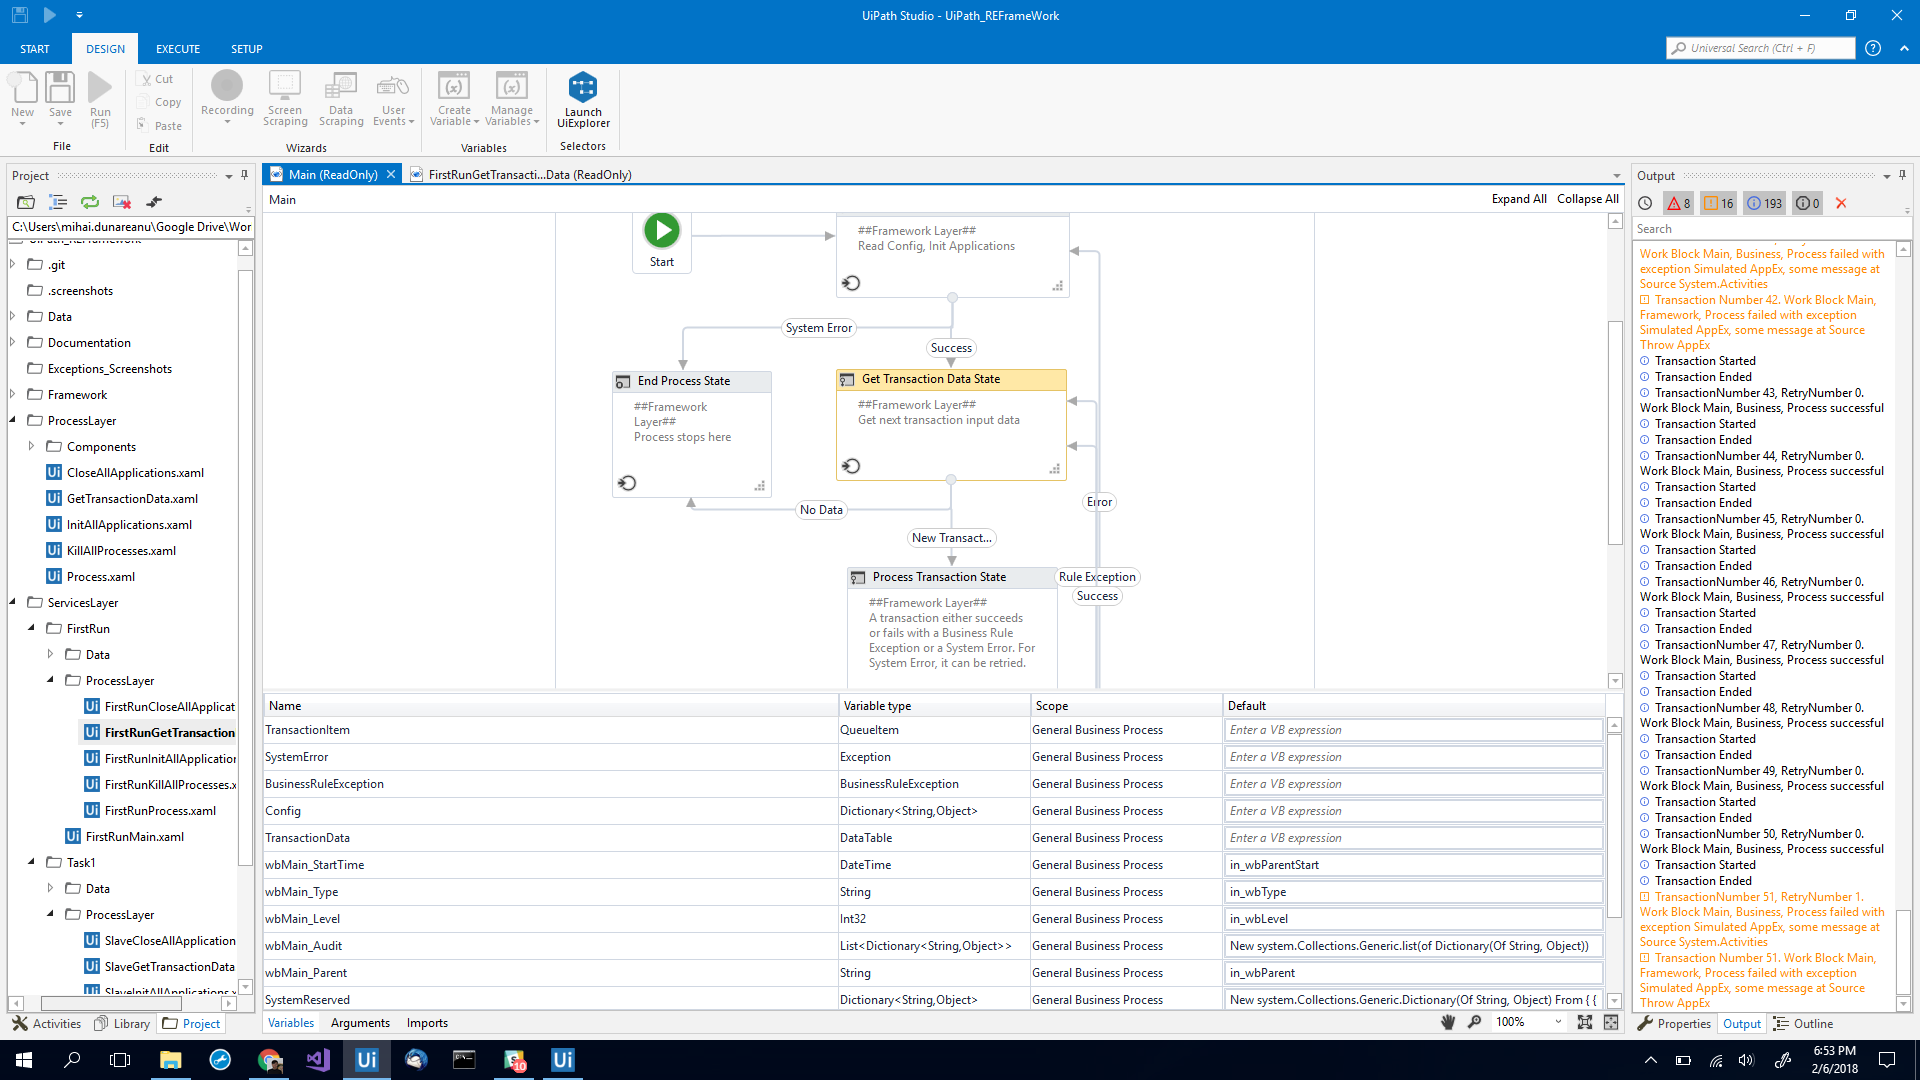 UiPath Studio - UiPath_REFrameWork
START
DESIGN
EXECUTE
SETUP
Universal Search (Ctrl + F)
New
Save
Run
(F5)
File
Cut
Copy
Paste
Edit
Recording
Screen
Scraping
Data
Scraping
User
Events
Wizards
Create
Variable
Manage
Variables
Variables
Launch
UiExplorer
Selectors
Project
C:\Users\mihai.dunareanu\Google Drive\Wor
UiPath_REFrameWork
.git
.screenshots
Data
Documentation
Exceptions_Screenshots
Framework
ProcessLayer
Components
Ui CloseAllApplications.xaml
Ui GetTransactionData.xaml
Ui InitAllApplications.xaml
Ui KillAllProcesses.xaml
Ui Process.xaml
ServicesLayer
FirstRun
Data
ProcessLayer
Ui FirstRunCloseAllApplicat
Ui FirstRunGetTransaction
Ui FirstRunInitAllApplication
Ui FirstRunKillAllProcesses.x
Ui FirstRunProcess.xaml
Ui FirstRunMain.xaml
Task1
Data
ProcessLayer
Ui SlaveCloseAllApplication
Ui SlaveGetTransactionData
Ui SlaveInitAllApplications.x
Activities
Library
Project
Main (ReadOnly)
FirstRunGetTransacti...Data (ReadOnly)
Main
Expand All
Collapse All
Start
##Framework Layer##
Read Config, Init Applications
System Error
Success
End Process State
##Framework
Layer##
Process stops here
Get Transaction Data State
##Framework Layer##
Get next transaction input data
No Data
Error
New Transact...
Process Transaction State
##Framework Layer##
A transaction either succeeds
or fails with a Business Rule
Exception or a System Error. For
System Error, it can be retried.
Rule Exception
Success
Name Variable type Scope Default
TransactionItem QueueItem General Business Process Enter a VB expression
SystemError Exception General Business Process Enter a VB expression
BusinessRuleException BusinessRuleException General Business Process Enter a VB expression
Config Dictionary<String,Object> General Business Process Enter a VB expression
TransactionData DataTable General Business Process Enter a VB expression
wbMain_StartTime DateTime General Business Process in_wbParentStart
wbMain_Type String General Business Process in_wbType
wbMain_Level Int32 General Business Process in_wbLevel
wbMain_Audit List<Dictionary<String,Object>> General Business Process New system.Collections.Generic.list(of Dictionary(Of String, Object))
wbMain_Parent String General Business Process in_wbParent
SystemReserved Dictionary<String,Object> General Business Process New system.Collections.Generic.Dictionary(Of String, Object) From { {
Variables
Arguments
Imports
100%
Output
8
16
193
0
Search
Work Block Main, Business, Process failed with
exception Simulated AppEx, some message at
Source System.Activities
Transaction Number 42. Work Block Main,
Framework, Process failed with exception
Simulated AppEx, some message at Source
Throw AppEx
Transaction Started
Transaction Ended
TransactionNumber 43, RetryNumber 0.
Work Block Main, Business, Process successful
Transaction Started
Transaction Ended
TransactionNumber 44, RetryNumber 0.
Work Block Main, Business, Process successful
Transaction Started
Transaction Ended
TransactionNumber 45, RetryNumber 0.
Work Block Main, Business, Process successful
Transaction Started
Transaction Ended
TransactionNumber 46, RetryNumber 0.
Work Block Main, Business, Process successful
Transaction Started
Transaction Ended
TransactionNumber 47, RetryNumber 0.
Work Block Main, Business, Process successful
Transaction Started
Transaction Ended
TransactionNumber 48, RetryNumber 0.
Work Block Main, Business, Process successful
Transaction Started
Transaction Ended
TransactionNumber 49, RetryNumber 0.
Work Block Main, Business, Process successful
Transaction Started
Transaction Ended
TransactionNumber 50, RetryNumber 0.
Work Block Main, Business, Process successful
Transaction Started
Transaction Ended
TransactionNumber 51, RetryNumber 1.
Work Block Main, Business, Process failed with
exception Simulated AppEx, some message at
Source System.Activities
Transaction Number 51. Work Block Main,
Framework, Process failed with exception
Simulated AppEx, some message at Source
Throw AppEx
Properties
Output
Outline
Ui
10
Ui
6:53 PM
2/6/2018